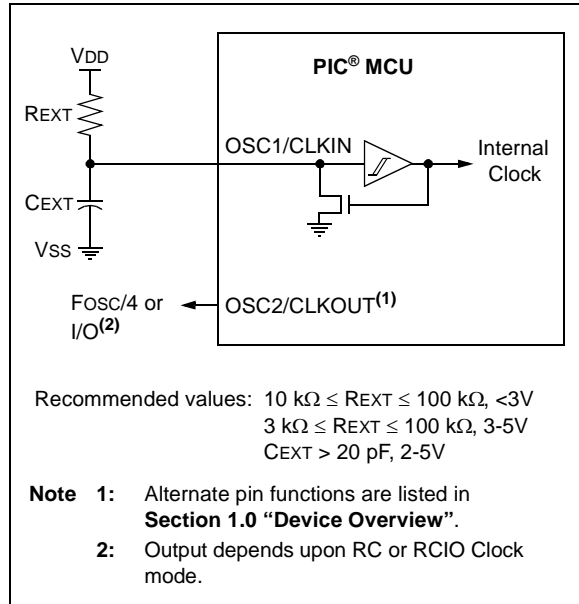 VDD
PIC® MCU
REXT
OSC1/CLKIN
Internal
Clock
CEXT
VSS
FOSC/4 or
I/O(2)
OSC2/CLKOUT(1)
Recommended values: 10 kΩ ≤ REXT ≤ 100 kΩ, <3V
3 kΩ ≤ REXT ≤ 100 kΩ, 3-5V
CEXT > 20 pF, 2-5V
Note 1: Alternate pin functions are listed in
Section 1.0 “Device Overview”.
2: Output depends upon RC or RCIO Clock
mode.